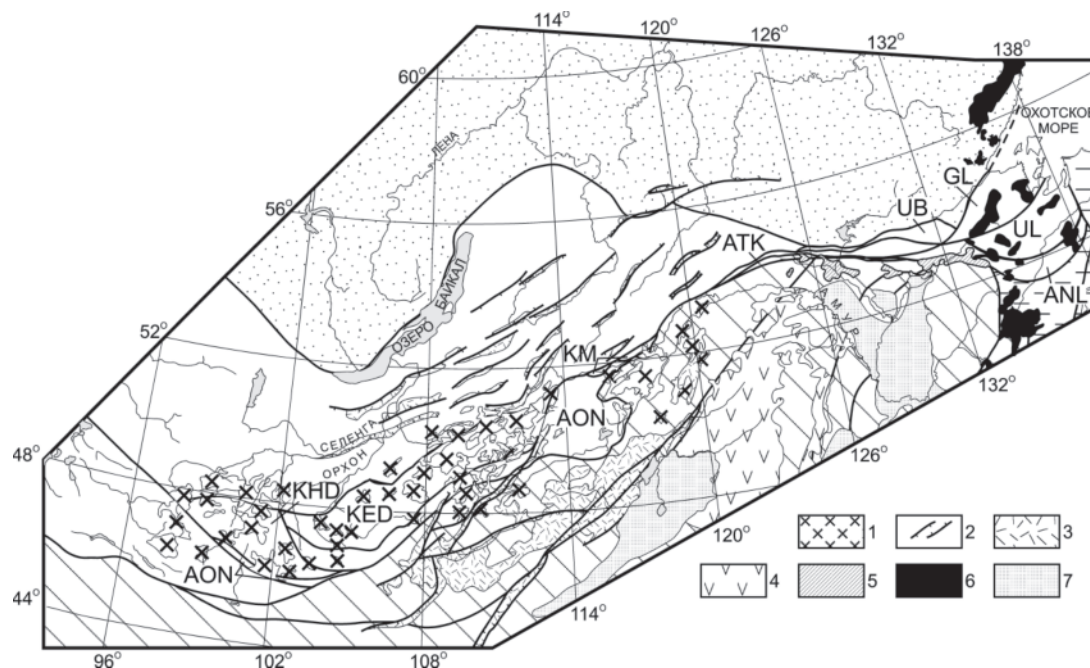 114°
120°
126°
132°
138°
60°
ОХОТСКОЕ
МОРЕ
ЛЕНА
GL
56°
UB
UL
ATK
ANL
ОЗЕРО БАЙКАЛ
АМУР
52°
KM
132°
СЕЛЕНГА
AON
ОРХОН
48°
126°
KHD
KED
120°
1
2
3
AON
4
5
6
7
44°
114°
96°
102°
108°